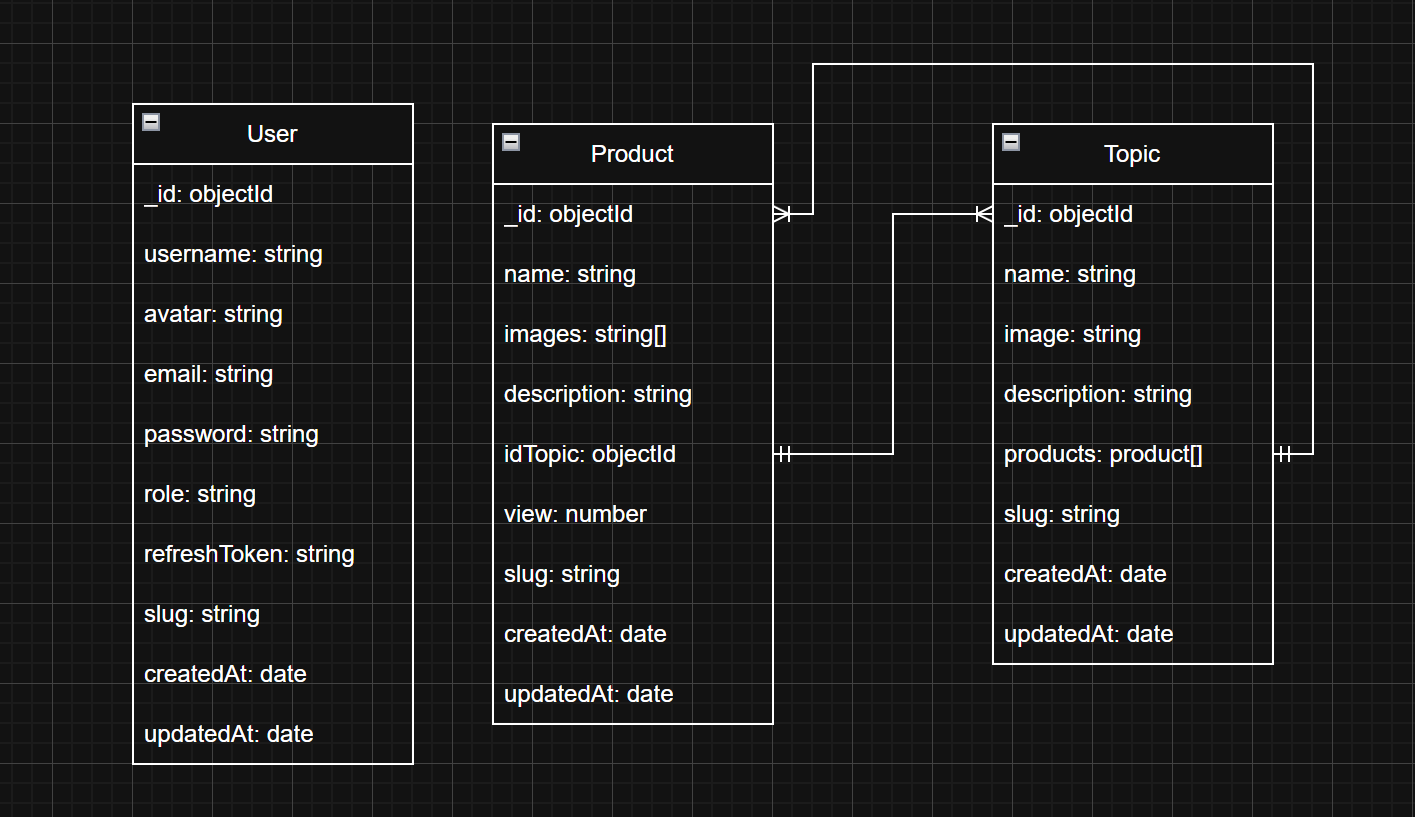 User
_id: objectId
username: string
avatar: string
email: string
password: string
role: string
refreshToken: string
slug: string
createdAt: date
updatedAt: date
Product
_id: objectId
name: string
images: string[]
description: string
idTopic: objectId
view: number
slug: string
createdAt: date
updatedAt: date
Topic
_id: objectId
name: string
image: string
description: string
products: product[]
slug: string
createdAt: date
updatedAt: date